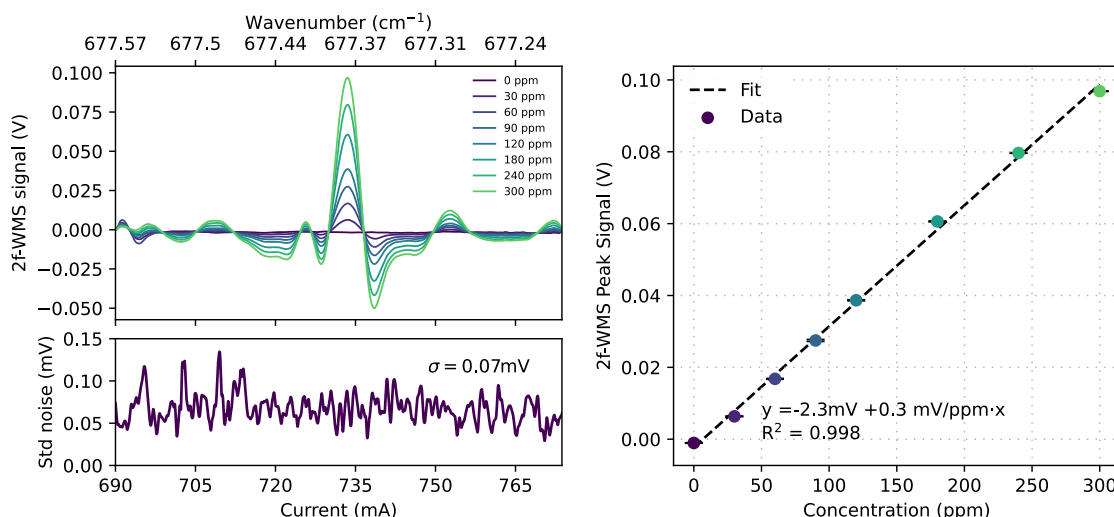 Wavenumber (cm⁻¹)
677.57 677.5 677.44 677.37 677.31 677.24
2f-WMS signal (V)
0.100
0.075
0.050
0.025
0.000
−0.025
−0.050
0 ppm
30 ppm
60 ppm
90 ppm
120 ppm
180 ppm
240 ppm
300 ppm
Std noise (mV)
0.15
0.10
0.05
0.00
σ = 0.07mV
690 705 720 735 750 765
Current (mA)
2f-WMS Peak Signal (V)
0.10
0.08
0.06
0.04
0.02
0.00
Fit
Data
y =-2.3mV +0.3 mV/ppm·x
R² = 0.998
0 50 100 150 200 250 300
Concentration (ppm)